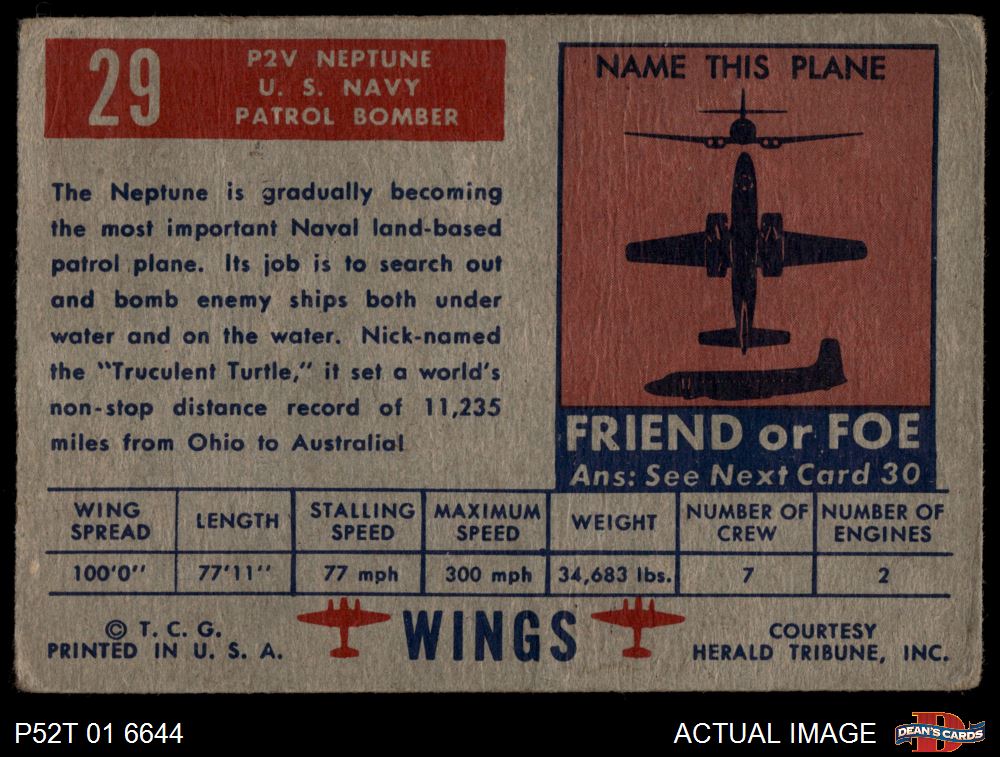 29
P2V NEPTUNE
U. S. NAVY
PATROL BOMBER
The Neptune is gradually becoming
the most important Naval land-based
patrol plane. Its job is to search out
and bomb enemy ships both under
water and on the water. Nick-named
the "Truculent Turtle," it set a world's
non-stop distance record of 11,235
miles from Ohio to Australia!
NAME THIS PLANE
FRIEND or FOE
Ans: See Next Card 30
WING SPREAD
LENGTH
STALLING SPEED
MAXIMUM SPEED
WEIGHT
NUMBER OF CREW
NUMBER OF ENGINES
100'0"
77'11"
77 mph
300 mph
34,683 lbs.
7
2
© T. C. G.
PRINTED IN U. S. A.
WINGS
COURTESY
HERALD TRIBUNE, INC.
P52T 01 6644
ACTUAL IMAGE
D
DEAN'S CARDS